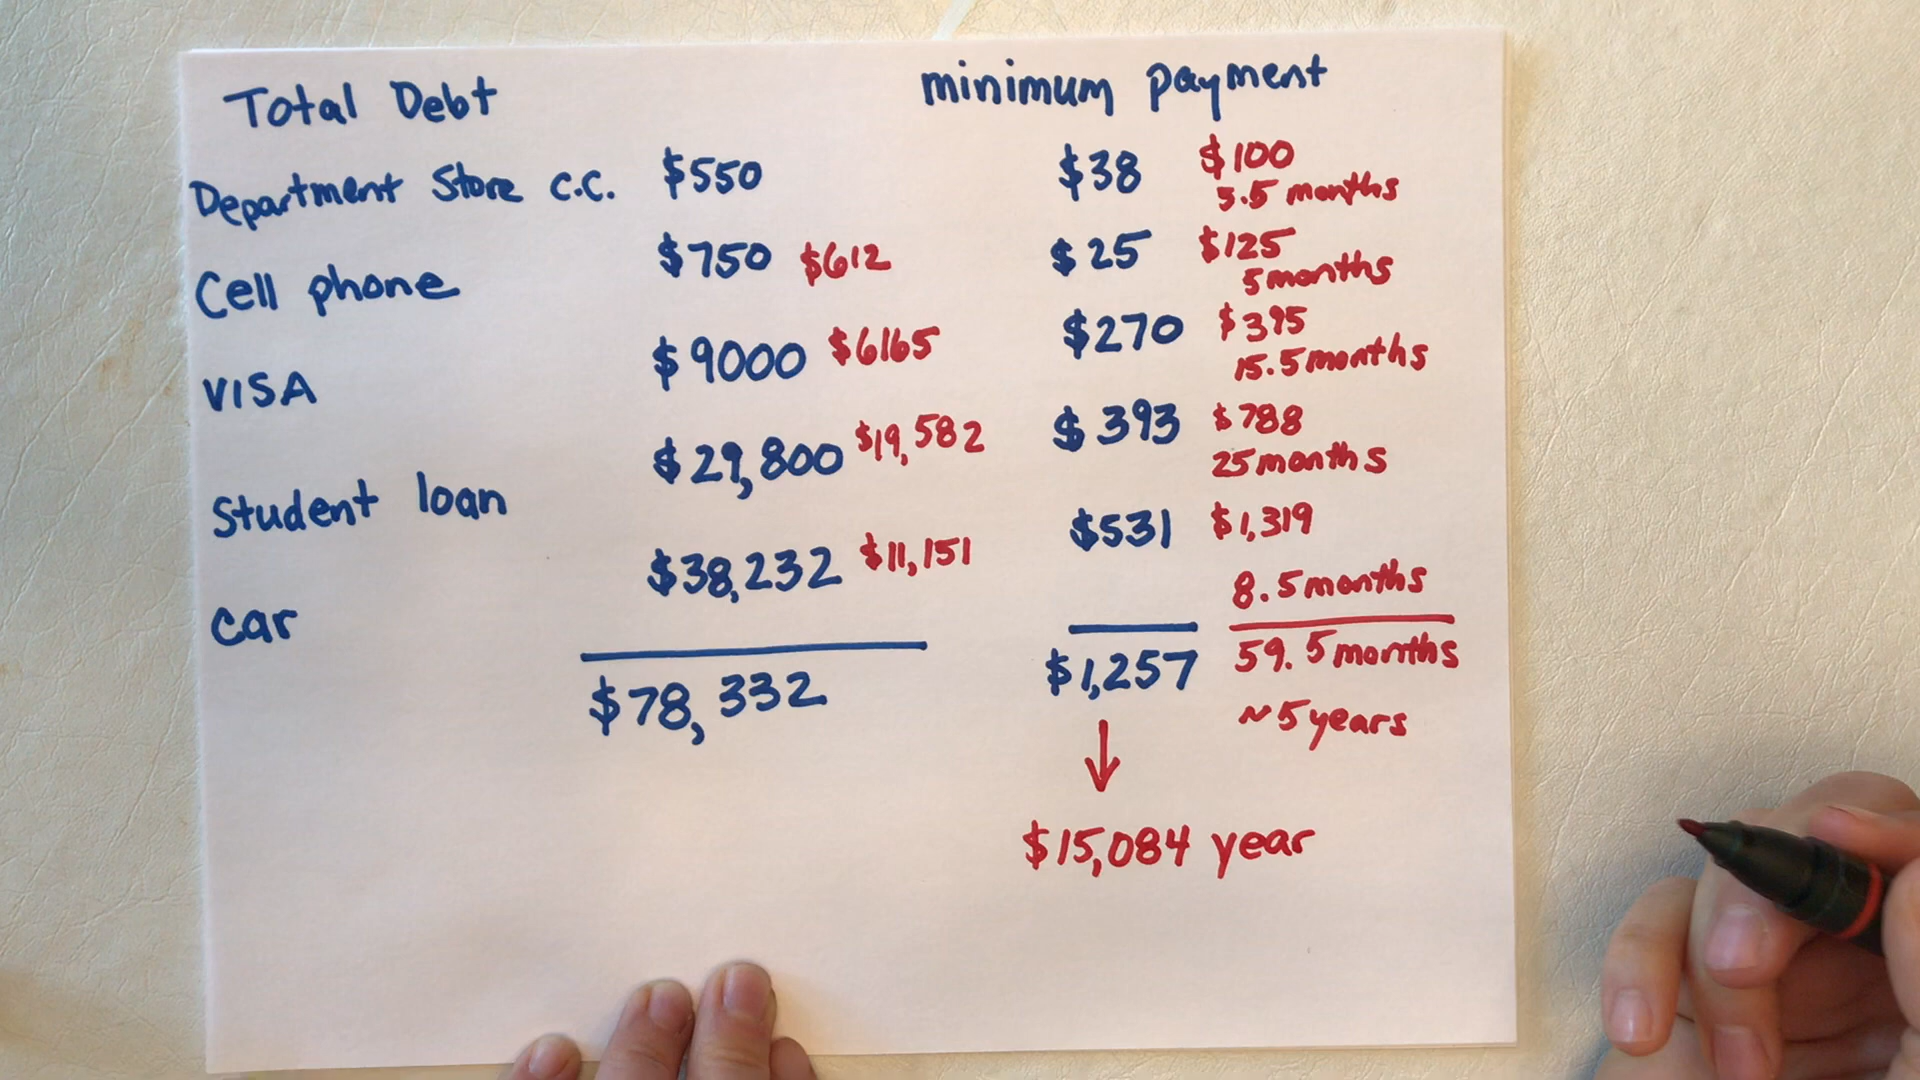 Total Debt minimum payment
Department Store c.c. $550 $38 $100
5.5 months
Cell phone $750 $612 $25 $125
5 months
VISA $9000 $6165 $270 $395
15.5 months
Student loan $29,800 $19,582 $393 $788
25 months
car $38,232 $11,151 $531 $1,319
8.5 months
$78,332 $1,257 59.5 months
~5 years
$15,084 year